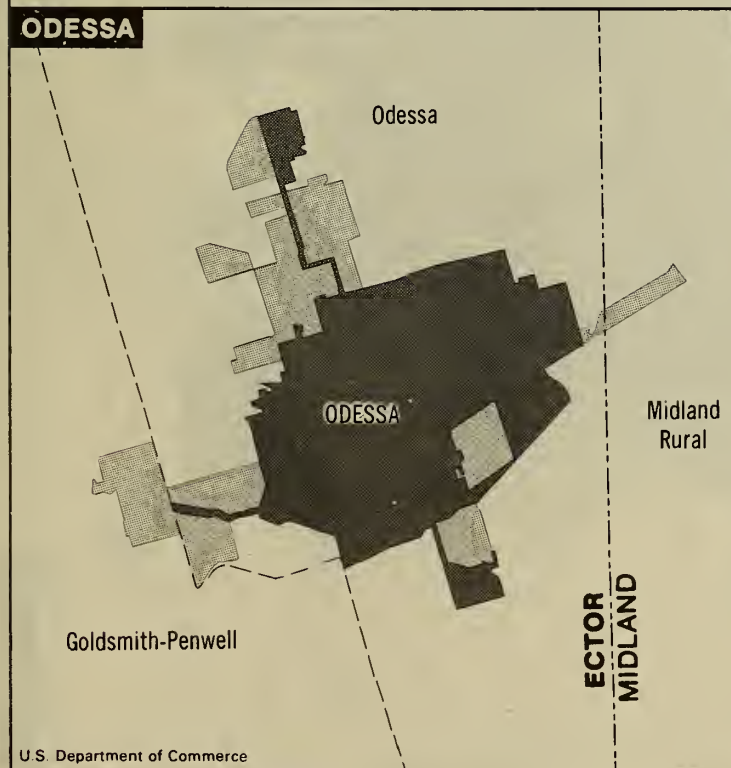 ODESSA
Odessa
ODESSA
Midland
Rural
Goldsmith-Penwell
ECTOR
MIDLAND
U.S. Department of Commerce